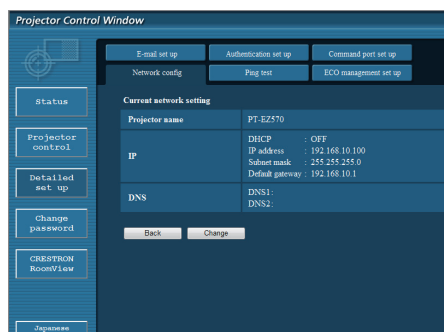 Projector Control Window
E-mail set up
Authentication set up
Command port set up
Network config
Ping test
ECO management set up
Status
Projector
control
Detailed
set up
Change
password
CRESTRON
RoomView
Japanese
Current network setting
Projector name
PT-EZ570
IP
DHCP : OFF
IP address : 192.168.10.100
Subnet mask : 255.255.255.0
Default gateway : 192.168.10.1
DNS
DNS1:
DNS2:
Back
Change